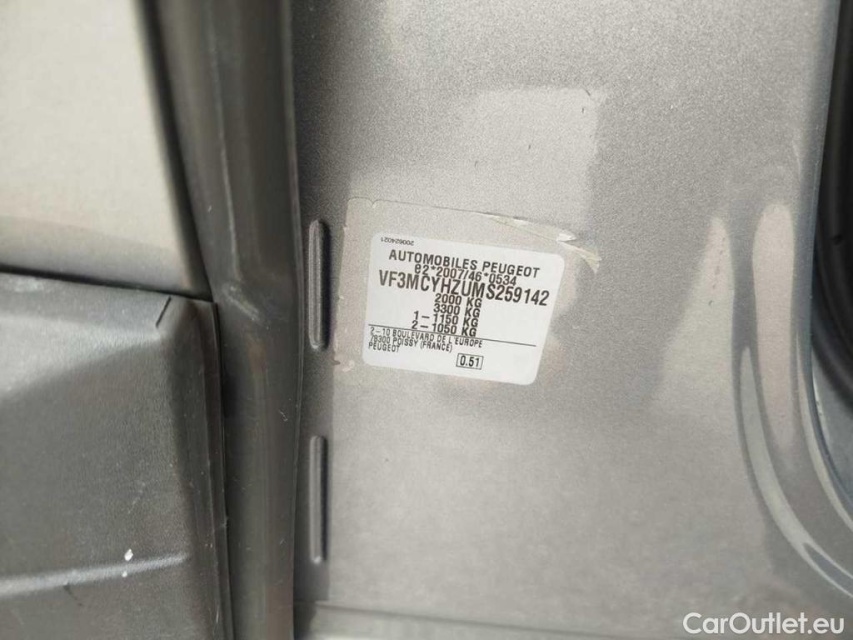 200624021
AUTOMOBILES PEUGEOT
e2*2007/46*0534
VF3MCYHZUMS259142
2000 KG
3300 KG
1-1150 KG
2-1050 KG
2-10 BOULEVARD DE L'EUROPE
78300 POISSY (FRANCE)
PEUGEOT
0.51
CarOutlet.eu